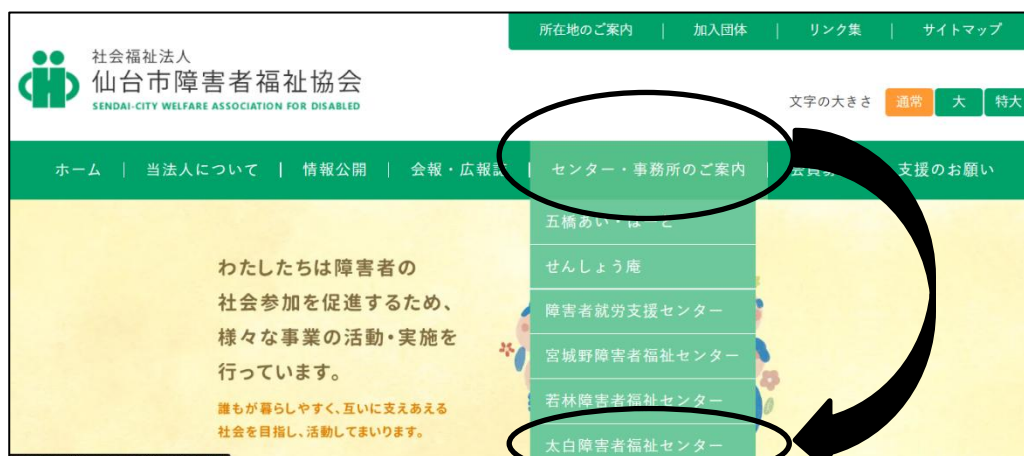 所在地のご案内 | 加入団体 | リンク集 | サイトマップ
社会福祉法人
仙台市障害者福祉協会
SENDAI-CITY WELFARE ASSOCIATION FOR DISABLED
文字の大きさ 通常 大 特大
ホーム | 当法人について | 情報公開 | 会報・広報誌 | センター・事務所のご案内 | 支援のお願い
五橋あい・ほーと
せんしょう庵
障害者就労支援センター
宮城野障害者福祉センター
若林障害者福祉センター
太白障害者福祉センター
わたしたちは障害者の
社会参加を促進するため、
様々な事業の活動・実施を
行っています。
誰もが暮らしやすく、互いに支えあえる
社会を目指し、活動してまいります。